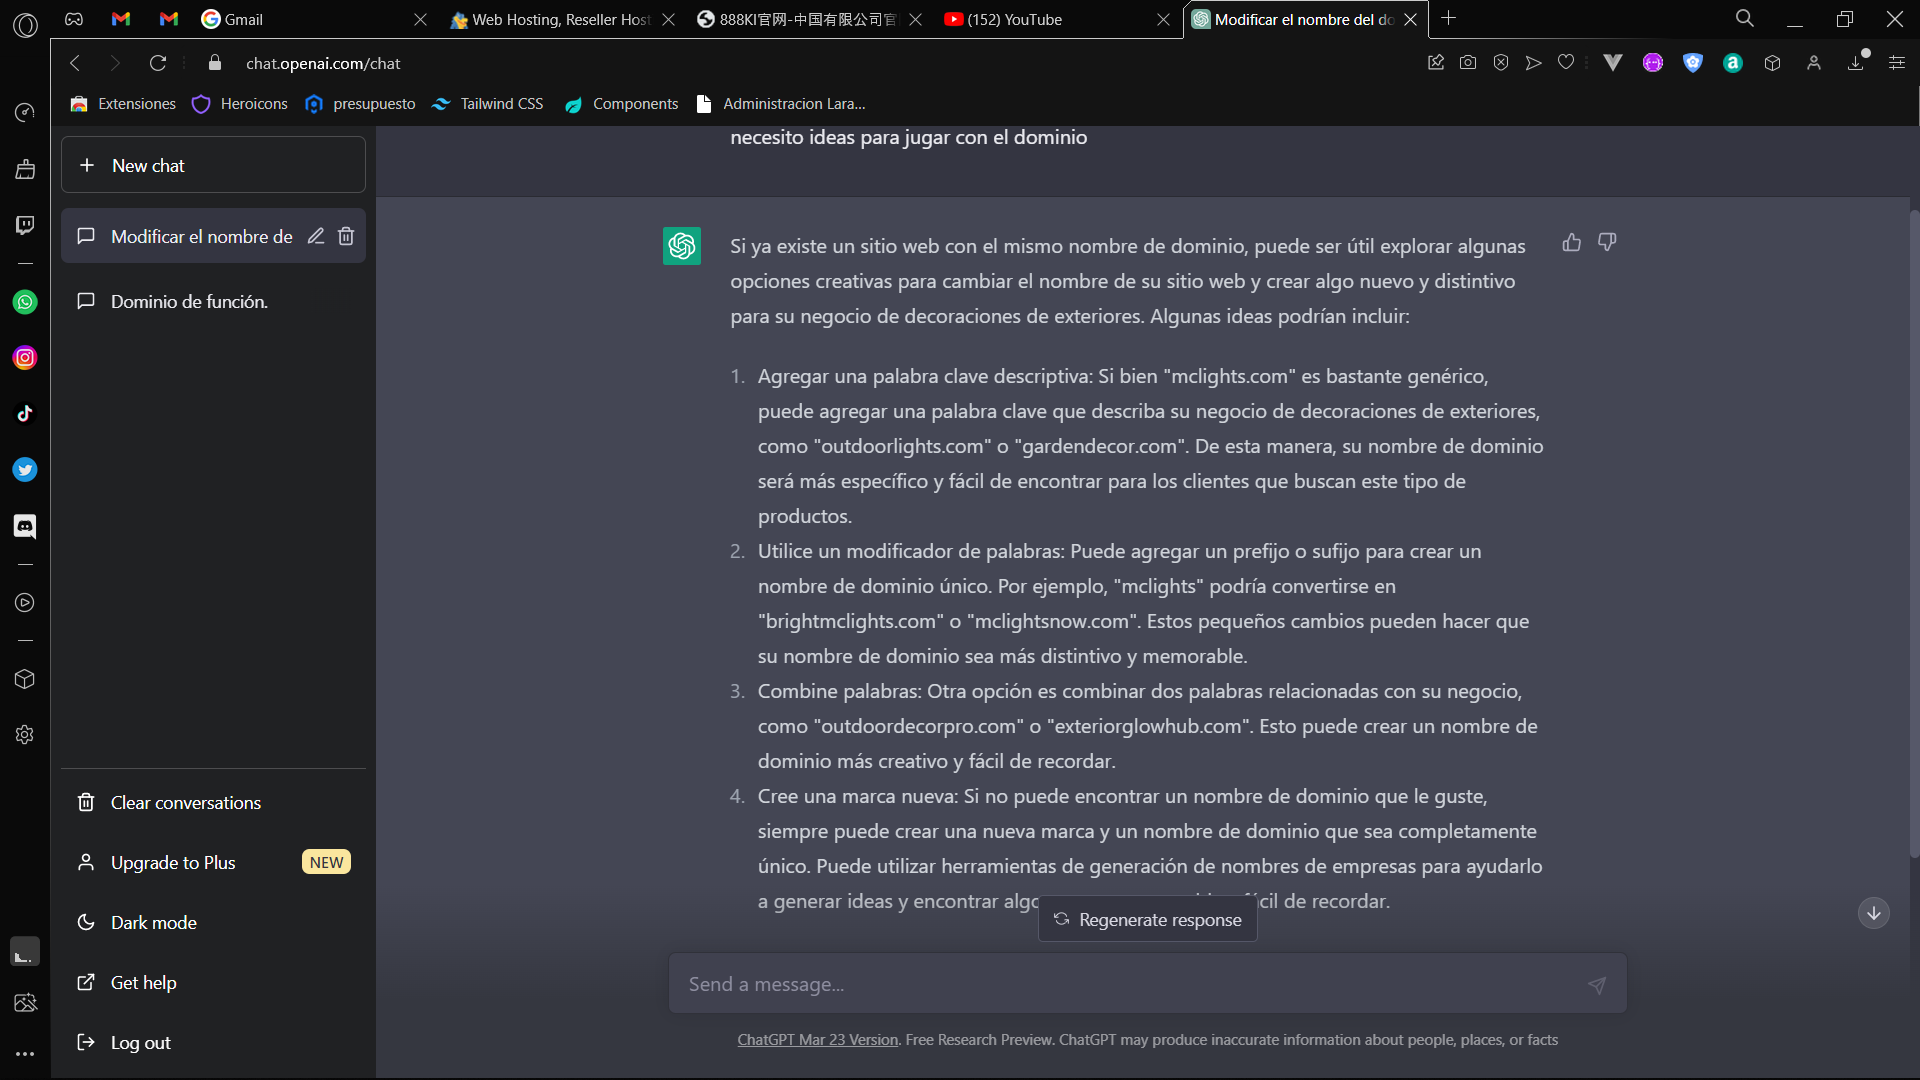 Gmail
Web Hosting, Reseller Host
888KI官网-中国有限公司官
(152) YouTube
Modificar el nombre del do
chat.openai.com/chat
Extensiones
Heroicons
presupuesto
Tailwind CSS
Components
Administracion Lara...
New chat
Modificar el nombre de
Dominio de función.
Clear conversations
Upgrade to Plus
NEW
Dark mode
Get help
Log out
necesito ideas para jugar con el dominio
Si ya existe un sitio web con el mismo nombre de dominio, puede ser útil explorar algunas
opciones creativas para cambiar el nombre de su sitio web y crear algo nuevo y distintivo
para su negocio de decoraciones de exteriores. Algunas ideas podrían incluir:
1. Agregar una palabra clave descriptiva: Si bien "mclights.com" es bastante genérico,
puede agregar una palabra clave que describa su negocio de decoraciones de exteriores,
como "outdoorlights.com" o "gardendecor.com". De esta manera, su nombre de dominio
será más específico y fácil de encontrar para los clientes que buscan este tipo de
productos.
2. Utilice un modificador de palabras: Puede agregar un prefijo o sufijo para crear un
nombre de dominio único. Por ejemplo, "mclights" podría convertirse en
"brightmclights.com" o "mclightsnow.com". Estos pequeños cambios pueden hacer que
su nombre de dominio sea más distintivo y memorable.
3. Combine palabras: Otra opción es combinar dos palabras relacionadas con su negocio,
como "outdoordecorpro.com" o "exteriorglowhub.com". Esto puede crear un nombre de
dominio más creativo y fácil de recordar.
4. Cree una marca nueva: Si no puede encontrar un nombre de dominio que le guste,
siempre puede crear una nueva marca y un nombre de dominio que sea completamente
único. Puede utilizar herramientas de generación de nombres de empresas para ayudarlo
a generar ideas y encontrar algo de recordar.
Regenerate response
Send a message...
ChatGPT Mar 23 Version. Free Research Preview. ChatGPT may produce inaccurate information about people, places, or facts